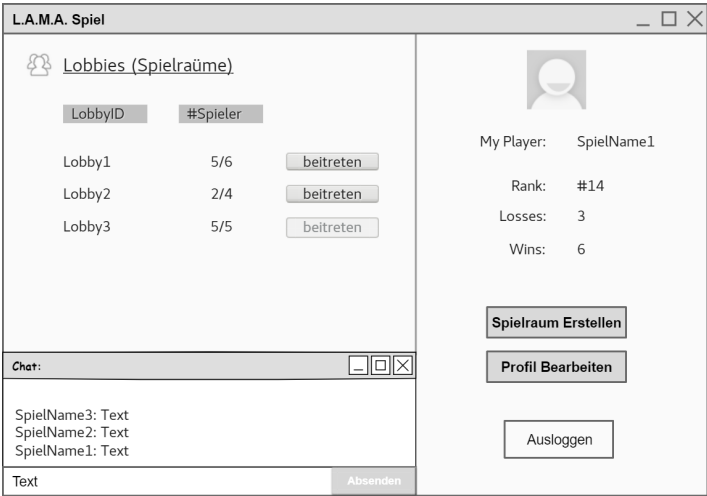 L.A.M.A. Spiel
Lobbies (Spielraüme)
LobbyID #Spieler
Lobby1 5/6 beitreten
Lobby2 2/4 beitreten
Lobby3 5/5 beitreten
Chat:
SpielName3: Text
SpielName2: Text
SpielName1: Text
Text Absenden
My Player: SpielName1
Rank: #14
Losses: 3
Wins: 6
Spielraum Erstellen
Profil Bearbeiten
Ausloggen